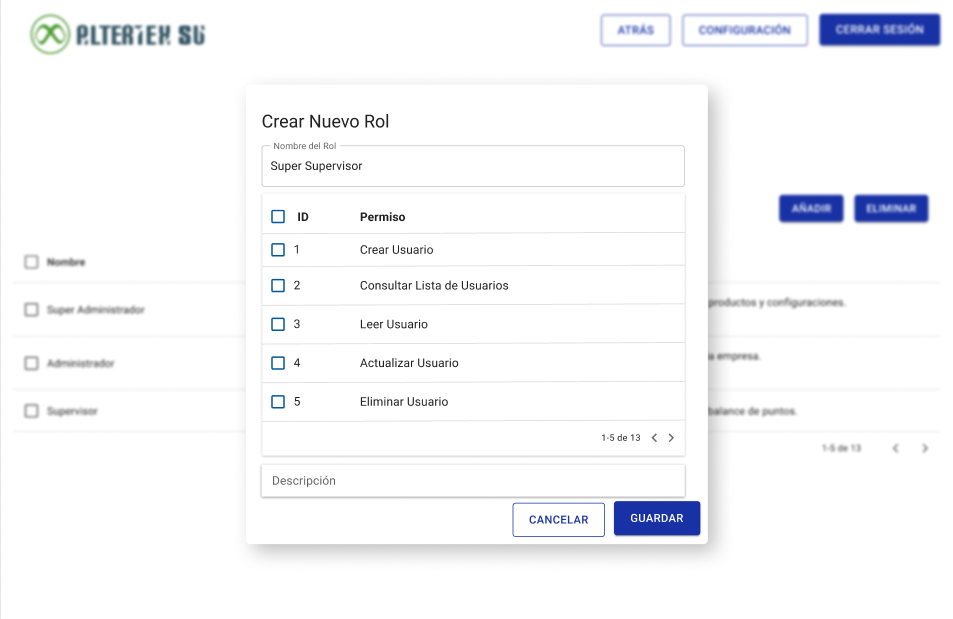 ATRÁS CONFIGURACIÓN CERRAR SESIÓN
Crear Nuevo Rol
Nombre del Rol
Super Supervisor
AÑADIR ELIMINAR
ID Permiso
1 Crear Usuario
2 Consultar Lista de Usuarios
3 Leer Usuario
4 Actualizar Usuario
5 Eliminar Usuario
1-5 de 13
Descripción
CANCELAR GUARDAR
Nombre
Super Administrador productos y configuraciones.
Administrador empresa.
Supervisor balance de puntos.
1-5 de 13